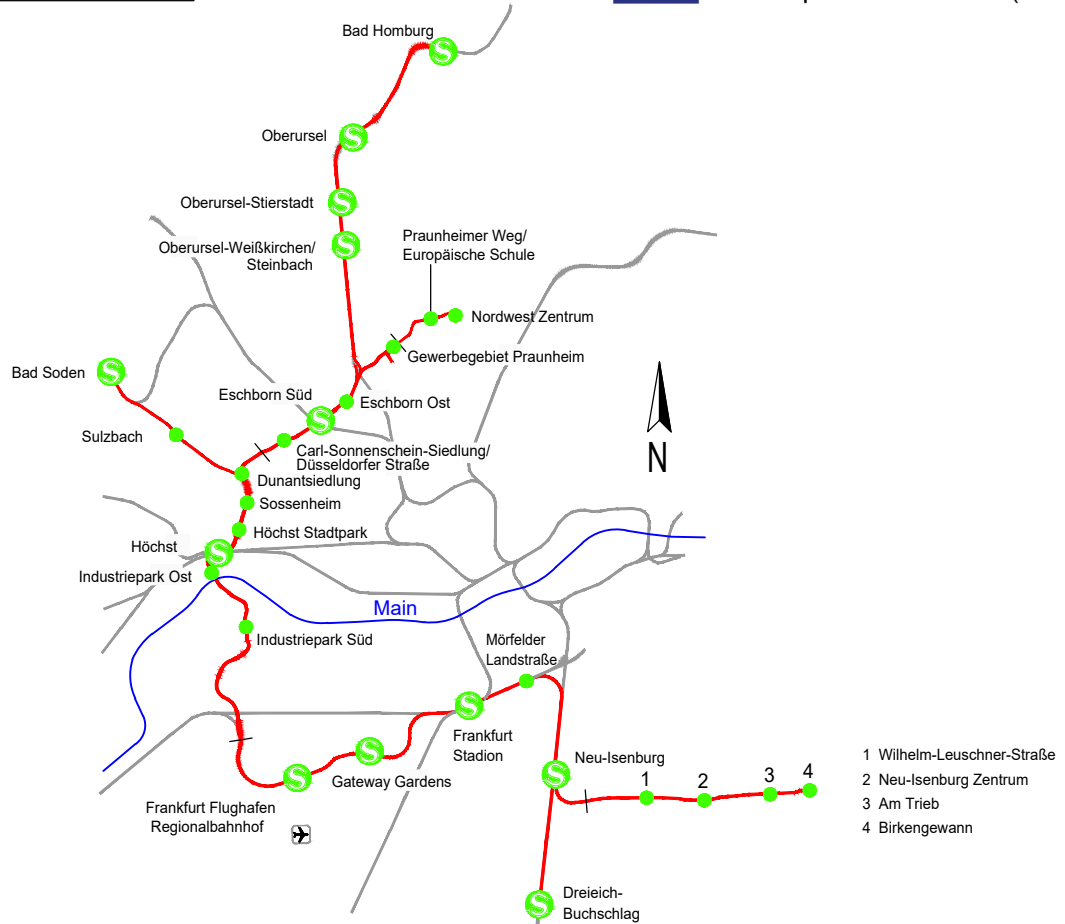 Bad Homburg
Oberursel
Oberursel-Stierstadt
Oberursel-Weißkirchen/
Steinbach
Praunheimer Weg/
Europäische Schule
Nordwest Zentrum
Gewerbegebiet Praunheim
Bad Soden
Eschborn Süd
Eschborn Ost
Sulzbach
Carl-Sonnenschein-Siedlung/
Düsseldorfer Straße
Dunantsiedlung
Sossenheim
Höchst Stadtpark
Höchst
Industriepark Ost
N
Main
Industriepark Süd
Mörfelder
Landstraße
Frankfurt
Stadion
Gateway Gardens
Frankfurt Flughafen
Regionalbahnhof
Neu-Isenburg
1
2
3
4
1 Wilhelm-Leuschner-Straße
2 Neu-Isenburg Zentrum
3 Am Trieb
4 Birkengewann
Dreieich-
Buchschlag
S
S
S
S
S
S
S
S
S
S
S
S